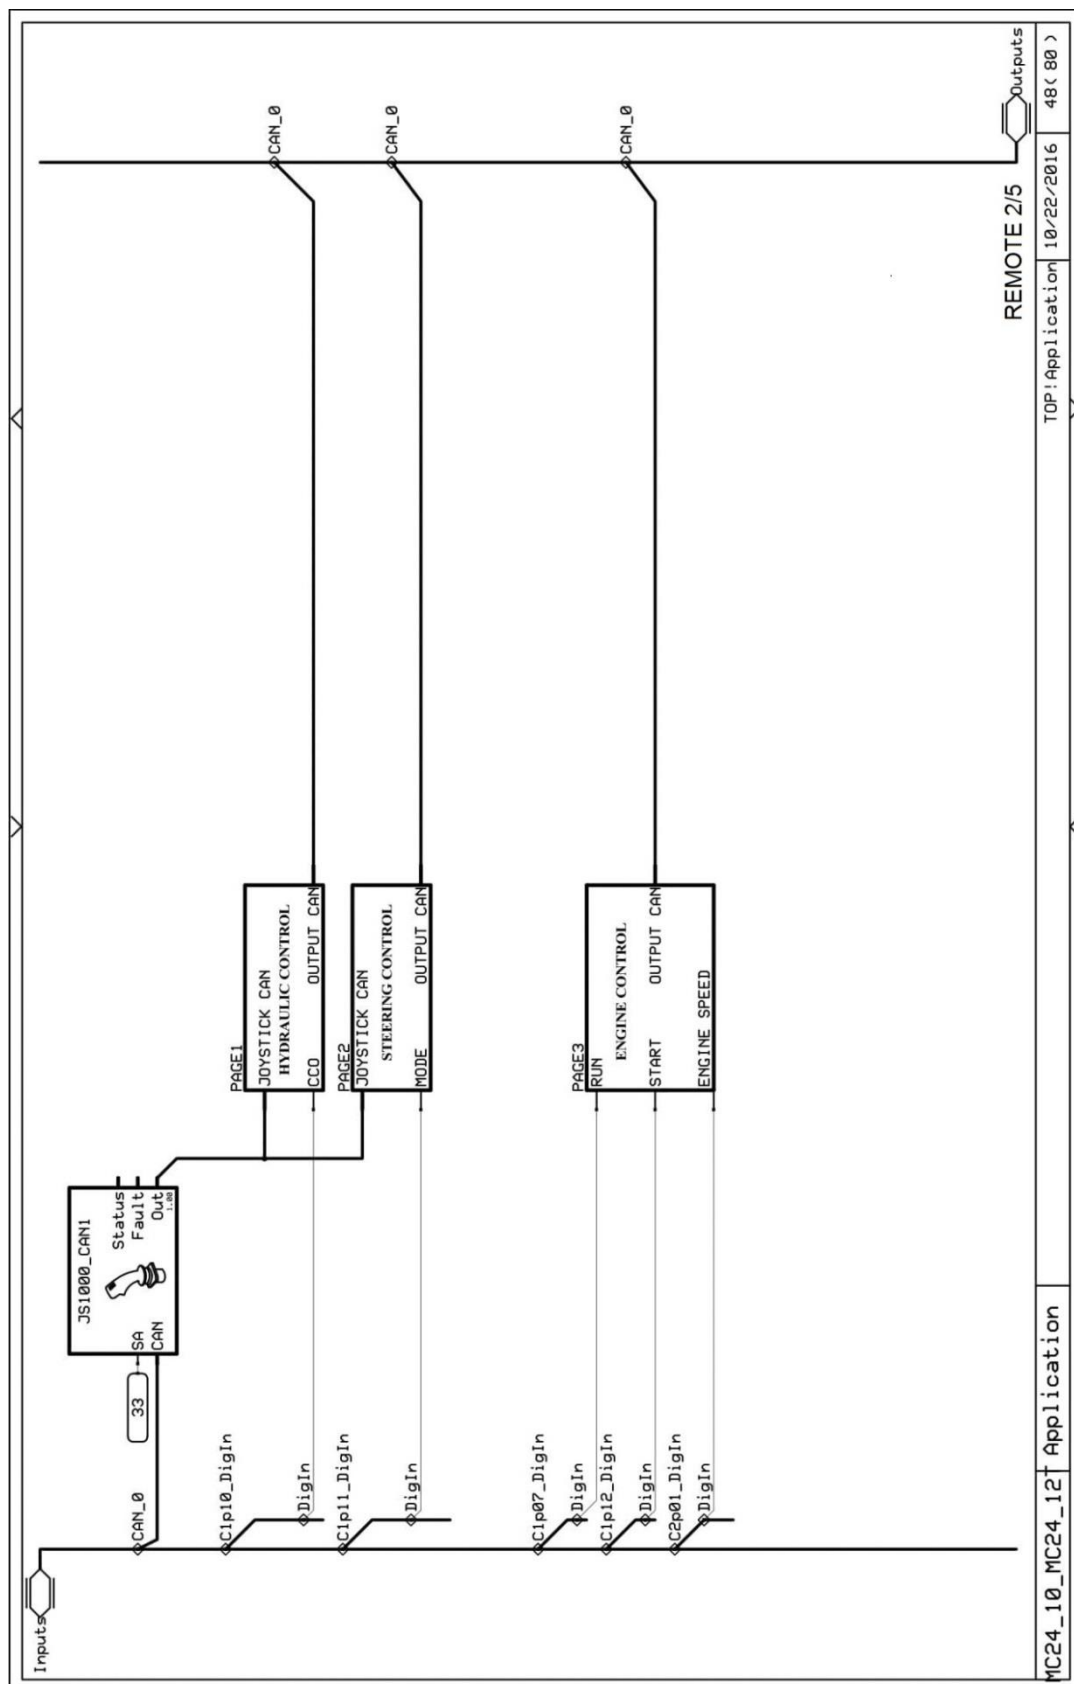 Inputs
CAN_0
33
JS1000_CAN1
SA
CAN
Status
Fault
Out
1.00
C1p10_DigIn
DigIn
C1p11_DigIn
DigIn
C1p07_DigIn
DigIn
C1p12_DigIn
DigIn
C2p01_DigIn
DigIn
PAGE1
JOYSTICK CAN
HYDRAULIC CONTROL
CCO OUTPUT CAN
PAGE2
JOYSTICK CAN
STEERING CONTROL
MODE OUTPUT CAN
PAGE3
RUN
ENGINE CONTROL
START OUTPUT CAN
ENGINE SPEED
CAN_0
CAN_0
CAN_0
Outputs
REMOTE 2/5
MC24_10_MC24_12T Application TOP!Application 10/22/2016 48( 80 )